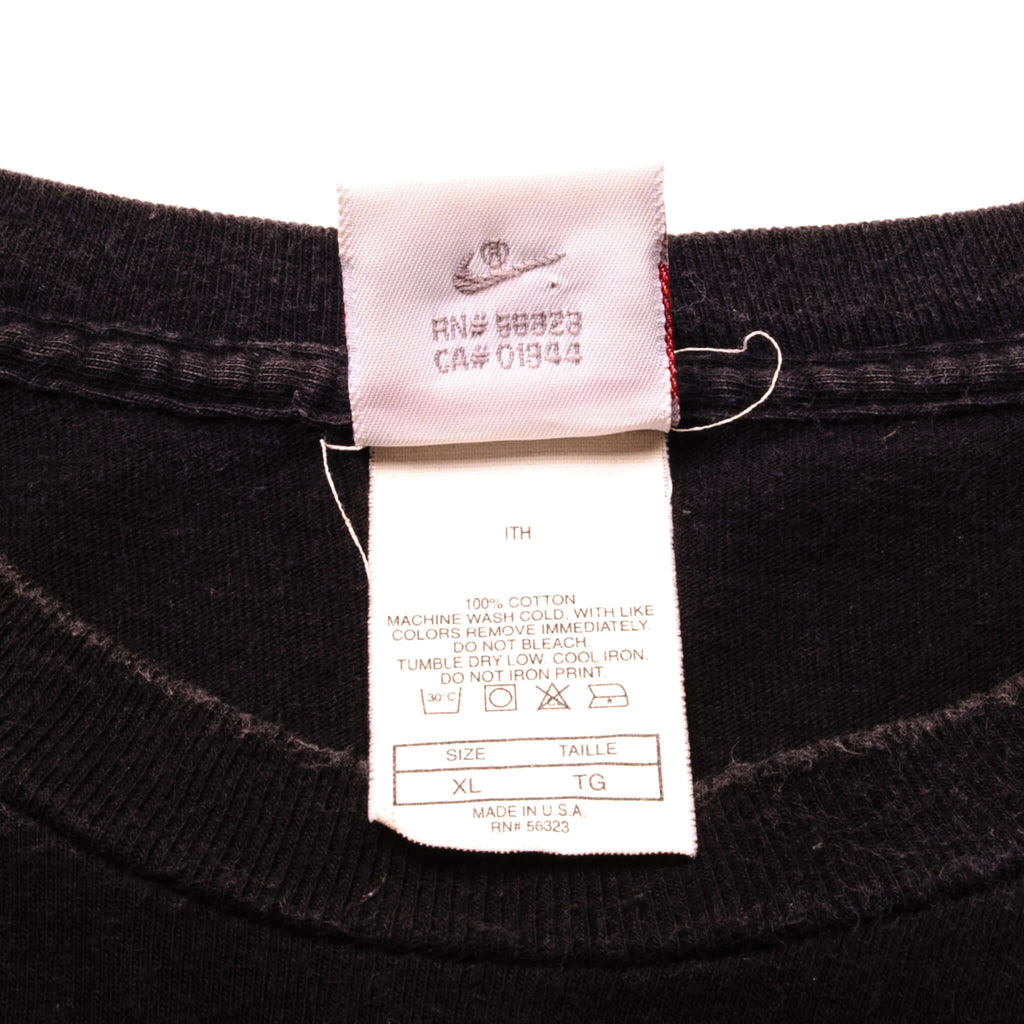 RN# 56323
CA# 01944
ITH
100% COTTON
MACHINE WASH COLD, WITH LIKE
COLORS REMOVE IMMEDIATELY.
DO NOT BLEACH.
TUMBLE DRY LOW. COOL IRON.
DO NOT IRON PRINT.
30°C CL
SIZE TAILLE
XL TG
MADE IN U.S.A.
RN# 56323